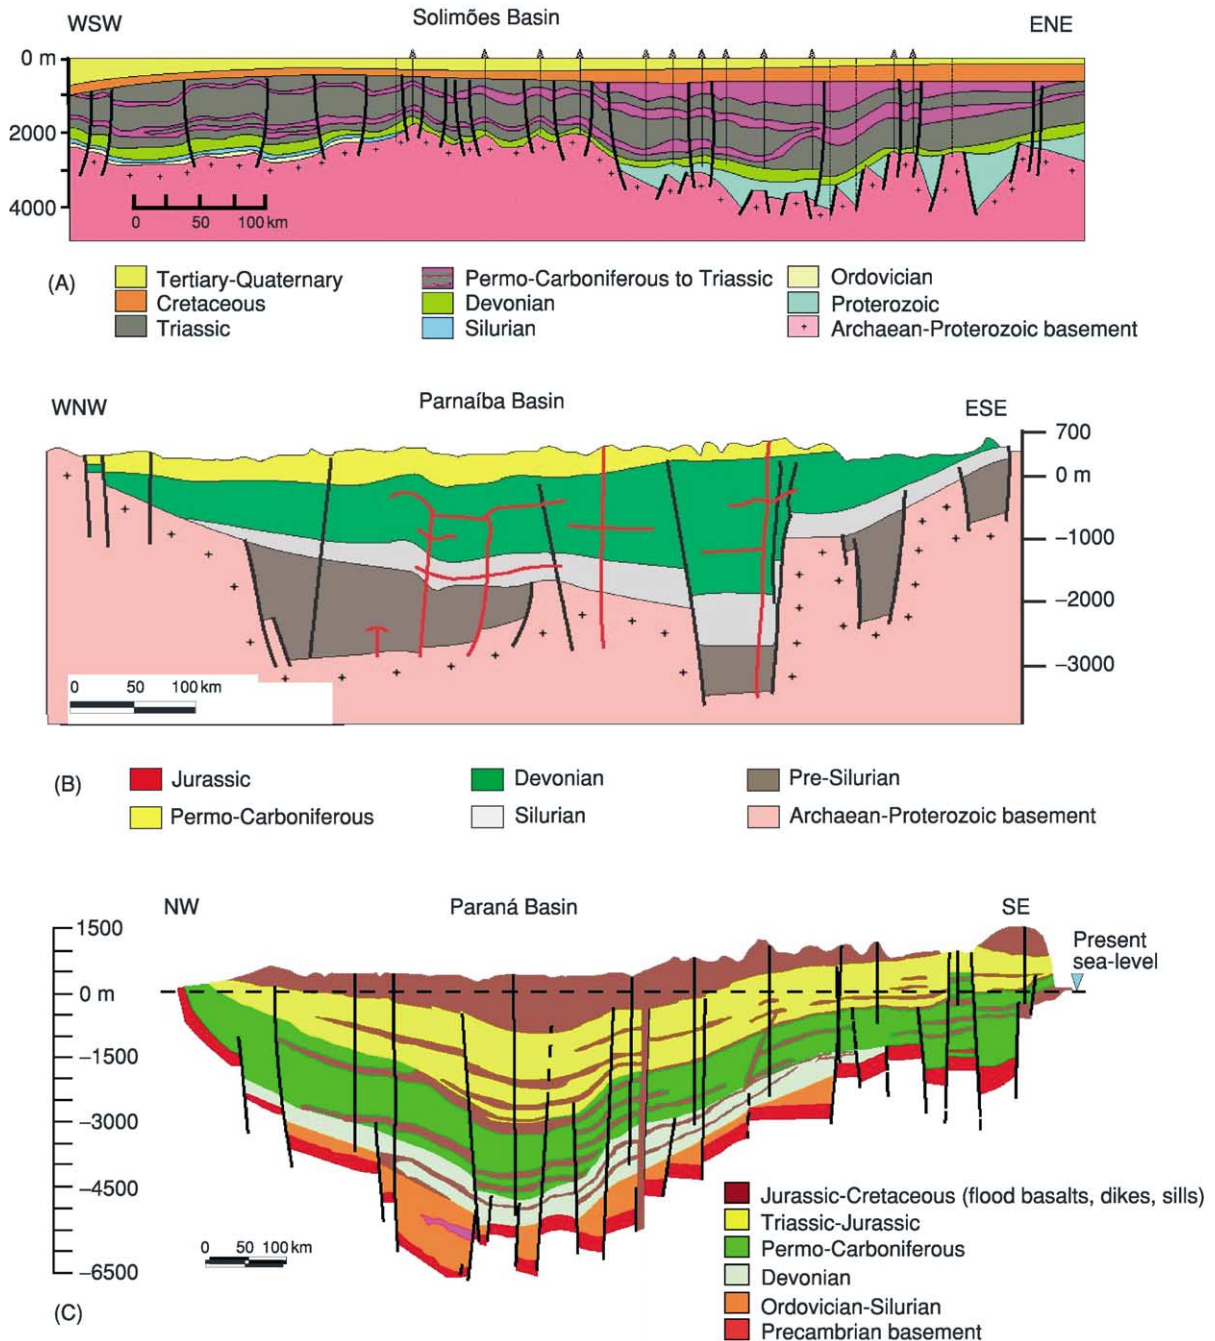 WSW Solimões Basin ENE
0 m
2000
4000
0 50 100 km
(A)
Tertiary-Quaternary Permo-Carboniferous to Triassic Ordovician
Cretaceous Devonian Proterozoic
Triassic Silurian Archaean-Proterozoic basement
WNW Parnaíba Basin ESE
700
0 m
−1000
−2000
−3000
0 50 100 km
(B)
Jurassic Devonian Pre-Silurian
Permo-Carboniferous Silurian Archaean-Proterozoic basement
NW Paraná Basin SE
1500
0 m
−1500
−3000
−4500
−6500
Present
sea-level
0 50 100 km
(C)
Jurassic-Cretaceous (flood basalts, dikes, sills)
Triassic-Jurassic
Permo-Carboniferous
Devonian
Ordovician-Silurian
Precambrian basement